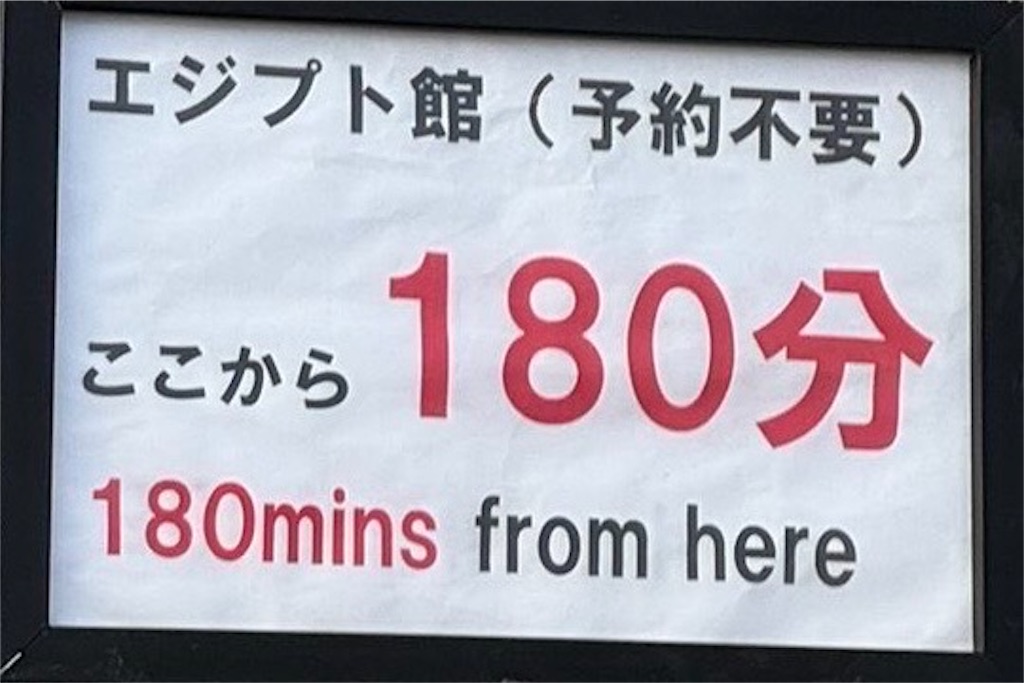 エジプト館（予約不要）
ここから 180分
180mins from here